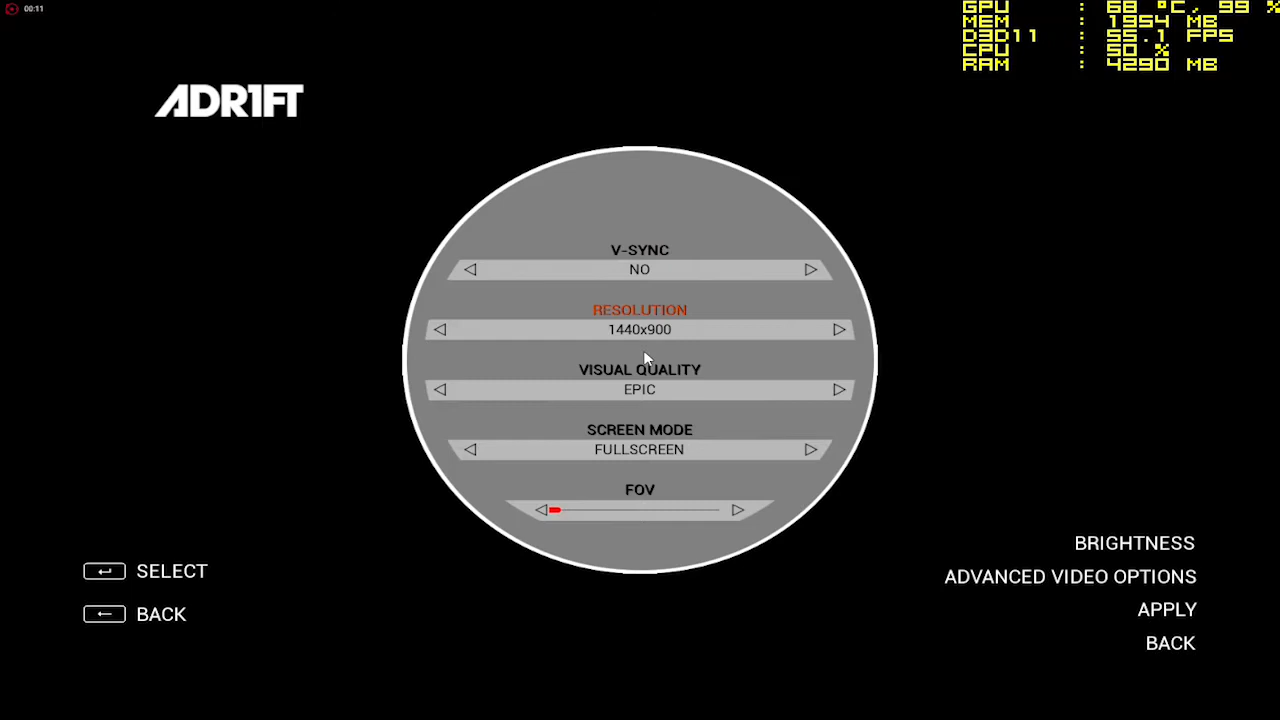 00:11
GPU : 68 °C, 99 %
MEM : 1954 MB
D3D11 : 55.1 FPS
CPU : 50 %
RAM : 4290 MB
ADR1FT
V-SYNC
NO
RESOLUTION
1440x900
VISUAL QUALITY
EPIC
SCREEN MODE
FULLSCREEN
FOV
SELECT
BACK
BRIGHTNESS
ADVANCED VIDEO OPTIONS
APPLY
BACK